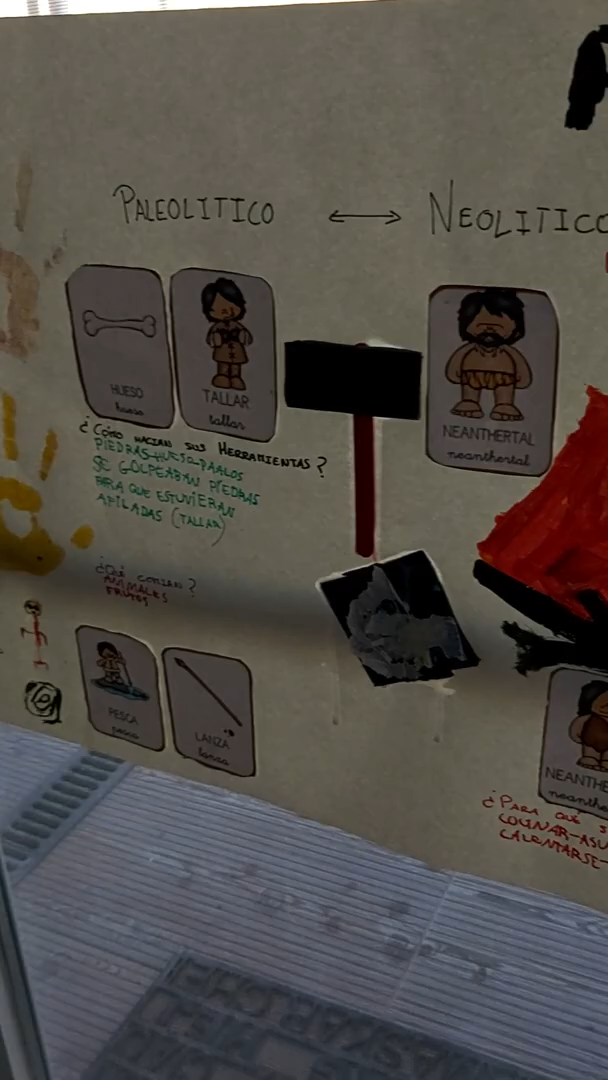 PALEOLITICO ↔ NEOLITICO
HUESO
hueso
TALLAR
tallar
NEANTHERTAL
neanthertal
¿CÓMO HACIAN SUS HERRAMIENTAS?
PIEDRAS-HUESO-PAALOS
SE GOLPEABAN PIEDRAS
PARA QUE ESTUVIERAN
AFILADAS (TALLAR)
¿QUÉ COMIAN?
ANIMALES
FRUTOS
PESCA
pesca
LANZA
lanza
NEANTHE
neanthe
¿PARA QUÉ S
COCINAR-ASU
CALENTARSE-